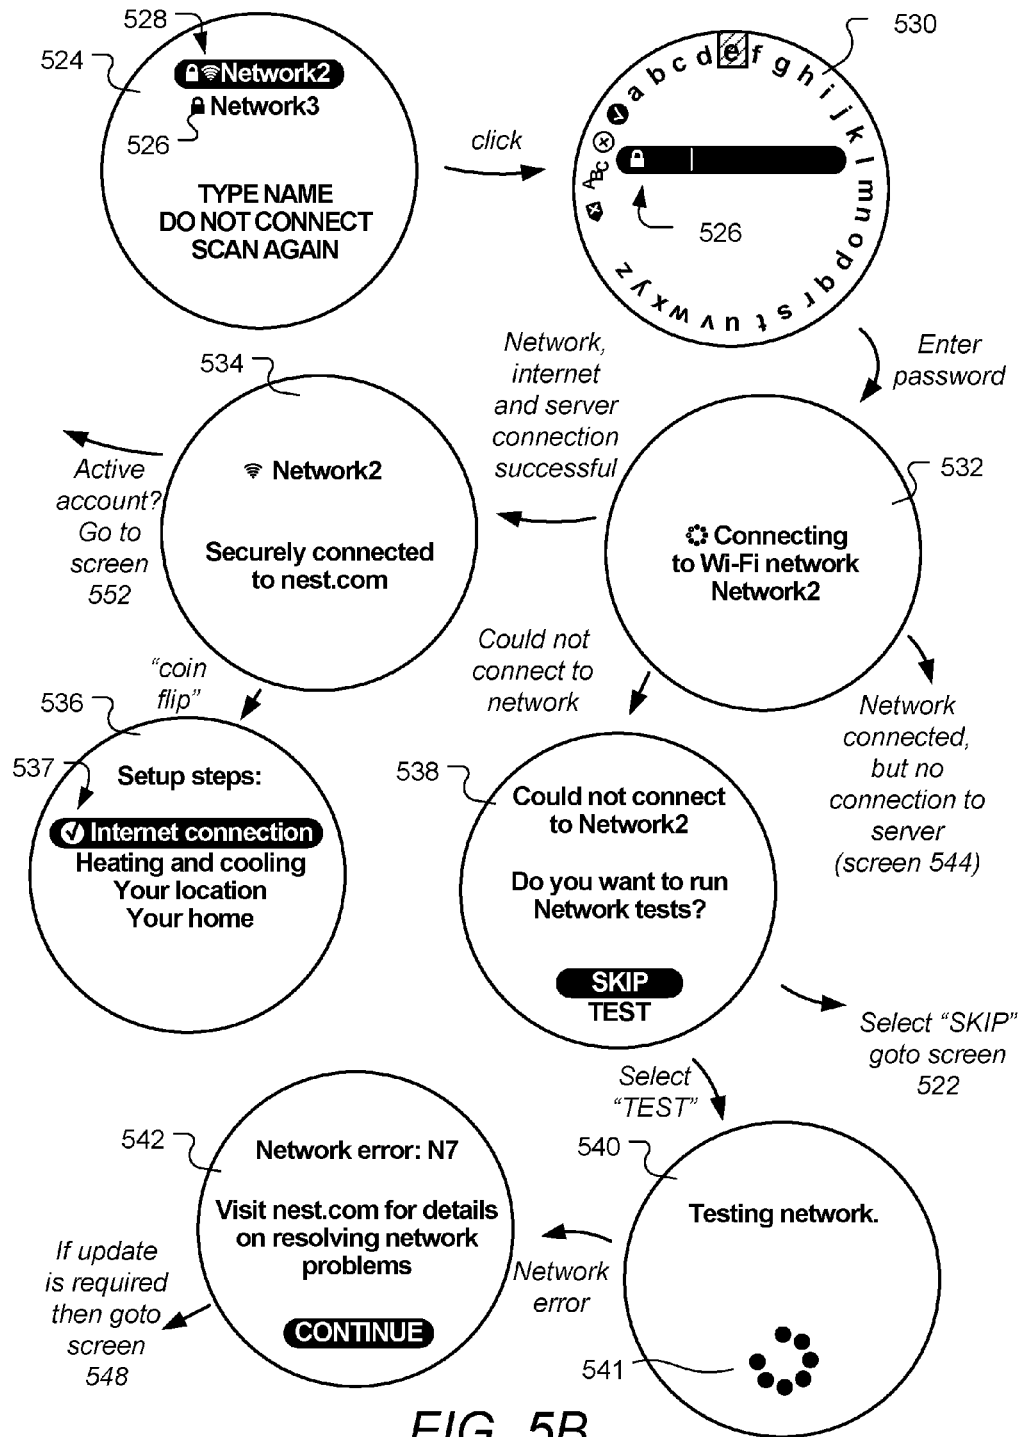 528
524
Network2
Network3
526
TYPE NAME
DO NOT CONNECT
SCAN AGAIN
click
530
a b c d e f g h i j k l m n o p q r s t u v w x y z
ABC
526
Enter
password
Network,
internet
and server
connection
successful
534
Network2
Securely connected
to nest.com
Active
account?
Go to
screen
552
532
Connecting
to Wi-Fi network
Network2
"coin
flip"
Could not
connect to
network
Network
connected,
but no
connection to
server
(screen 544)
536
537
Setup steps:
Internet connection
Heating and cooling
Your location
Your home
538
Could not connect
to Network2
Do you want to run
Network tests?
SKIP
TEST
Select "SKIP"
goto screen
522
Select
"TEST"
542
Network error: N7
Visit nest.com for details
on resolving network
problems
CONTINUE
If update
is required
then goto
screen
548
Network
error
540
Testing network.
541
FIG. 5B